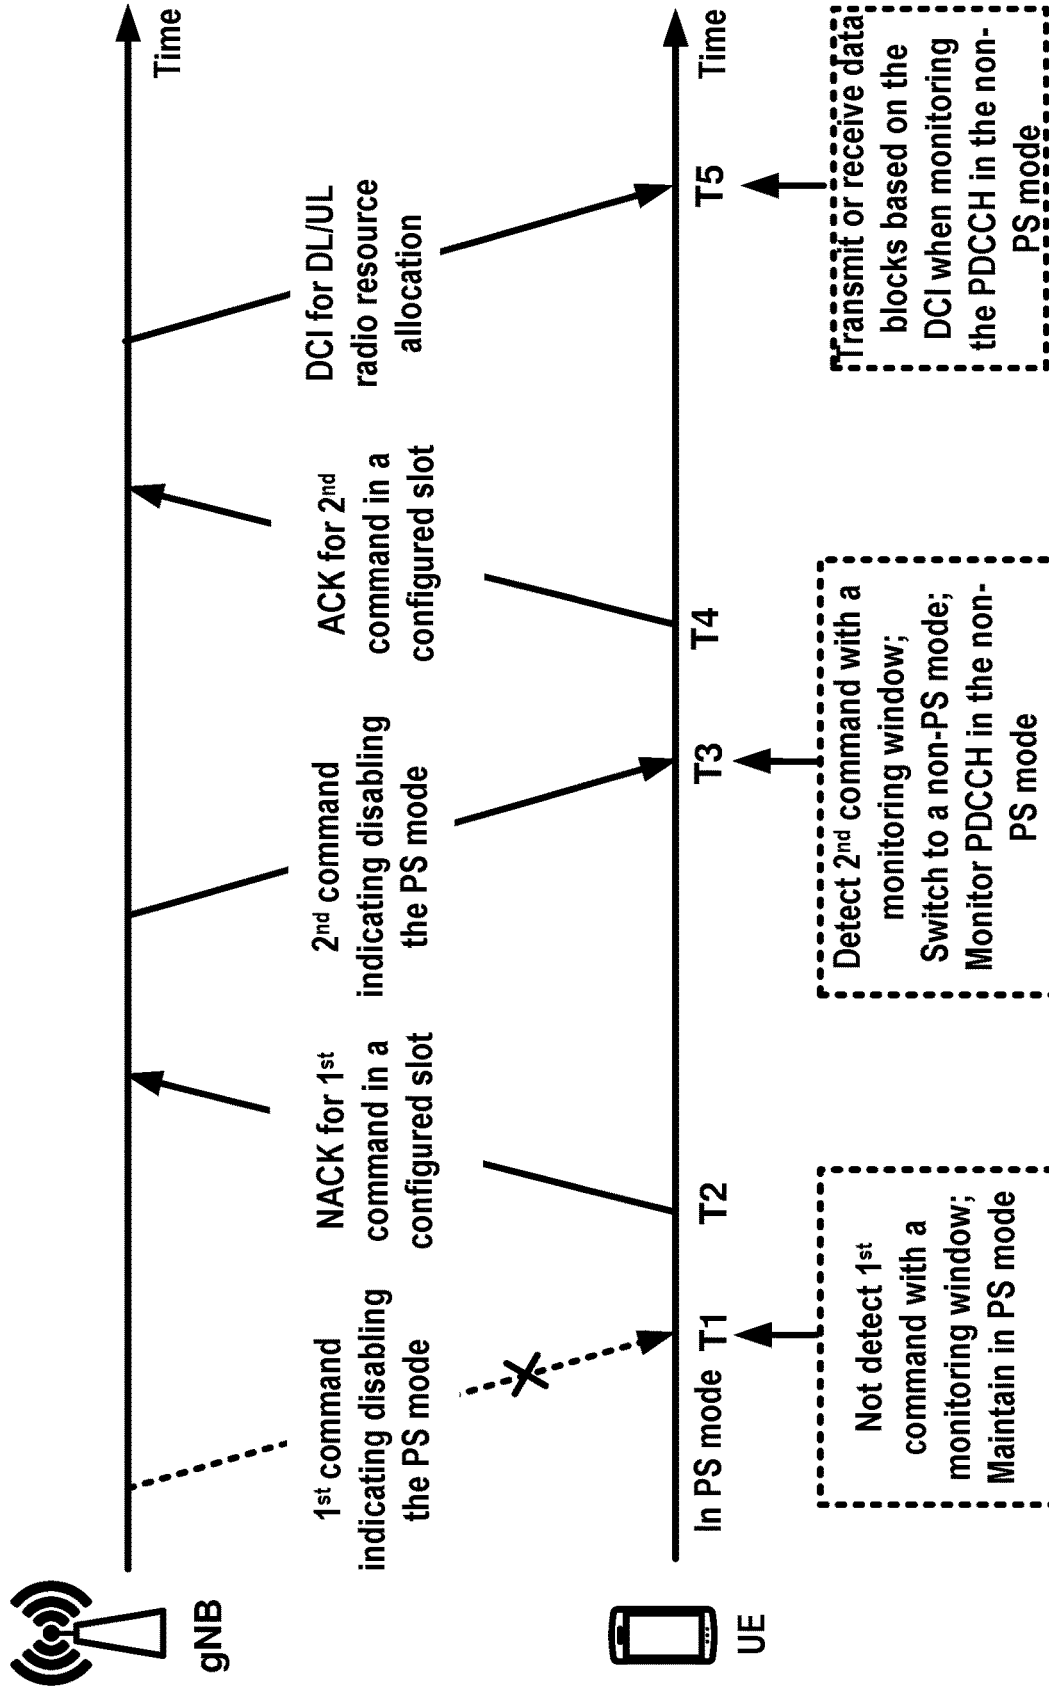 gNB
Time
1st command
indicating disabling
the PS mode
NACK for 1st
command in a
configured slot
2nd command
indicating disabling
the PS mode
ACK for 2nd
command in a
configured slot
DCI for DL/UL
radio resource
allocation
UE
In PS mode
T1
T2
T3
T4
T5
Time
Not detect 1st
command with a
monitoring window;
Maintain in PS mode
Detect 2nd command with a
monitoring window;
Switch to a non-PS mode;
Monitor PDCCH in the non-
PS mode
Transmit or receive data
blocks based on the
DCI when monitoring
the PDCCH in the non-
PS mode